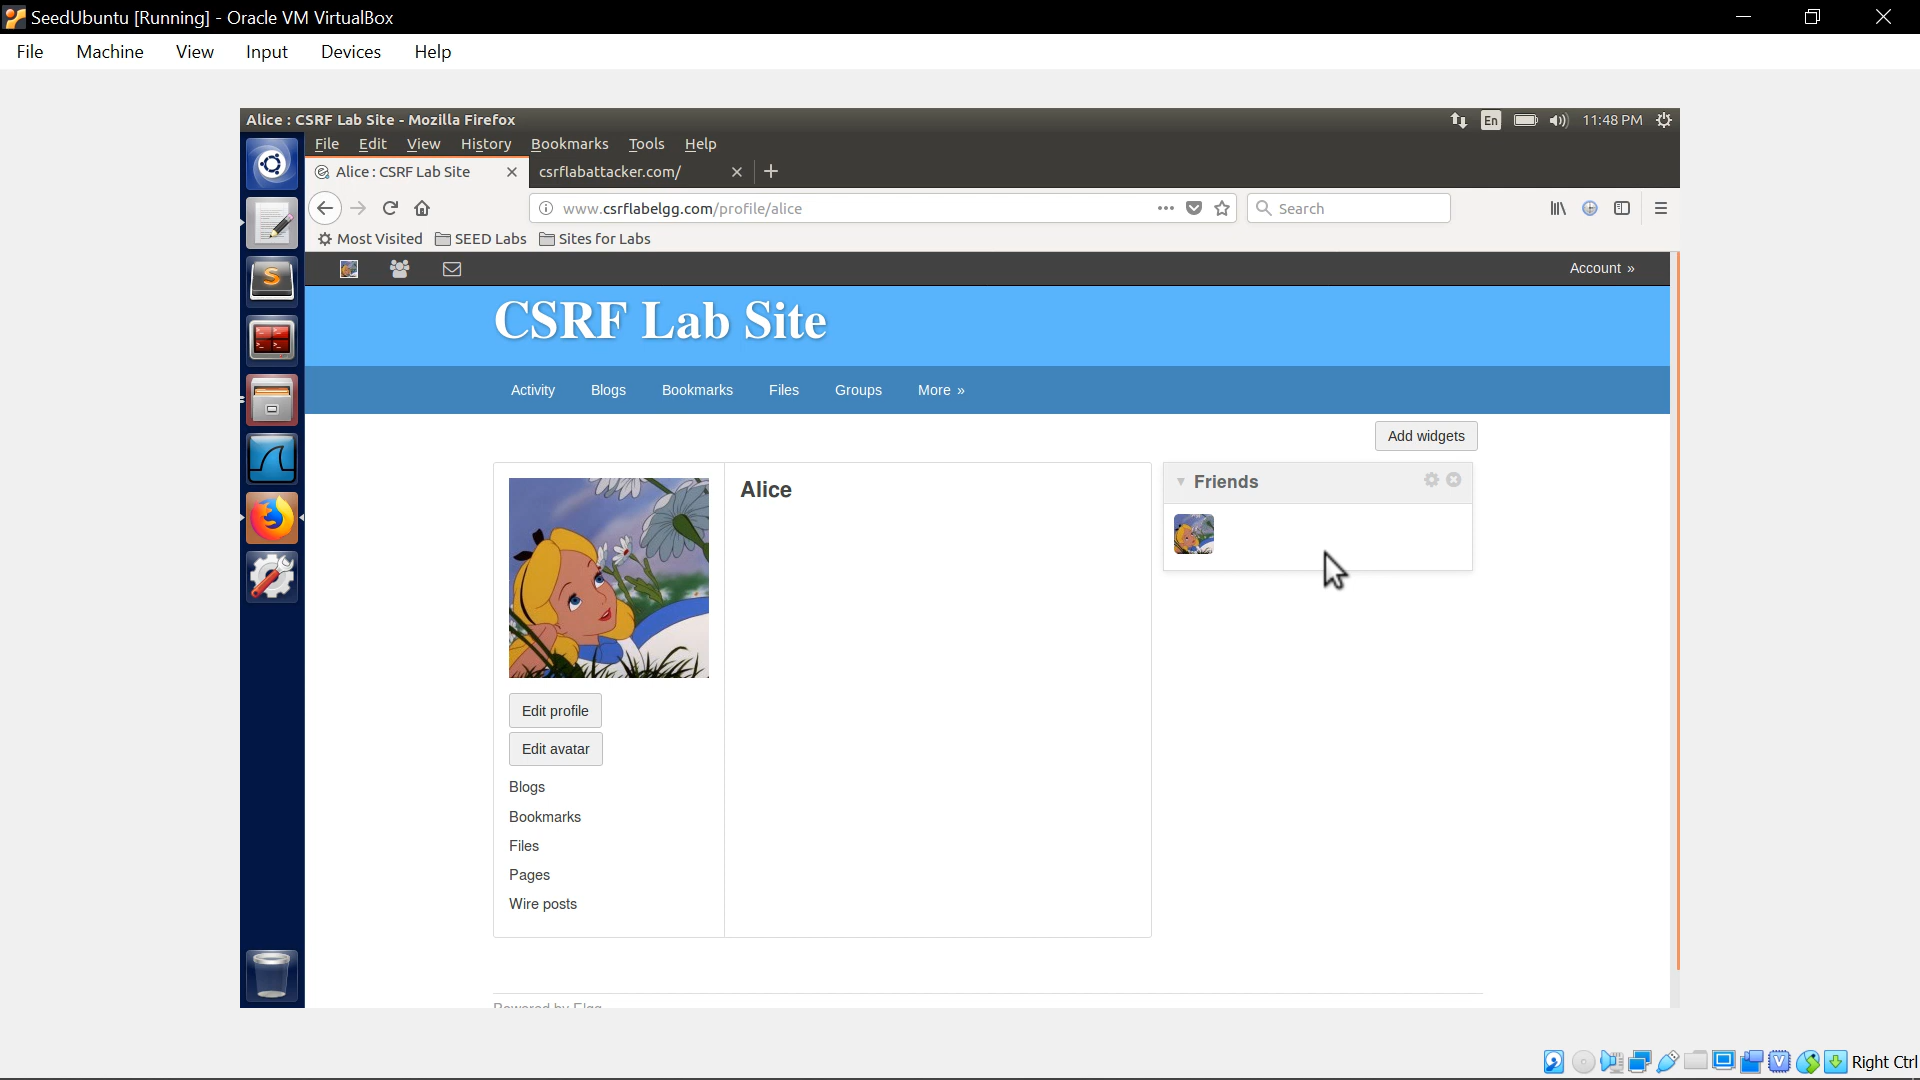 SeedUbuntu [Running] - Oracle VM VirtualBox
File Machine View Input Devices Help
Alice : CSRF Lab Site - Mozilla Firefox
En 11:48 PM
File Edit View History Bookmarks Tools Help
Alice : CSRF Lab Site
csrflabattacker.com/
www.csrflabelgg.com/profile/alice
Search
Most Visited SEED Labs Sites for Labs
Account »
CSRF Lab Site
Activity Blogs Bookmarks Files Groups More »
Add widgets
Alice
Friends
Edit profile
Edit avatar
Blogs
Bookmarks
Files
Pages
Wire posts
Powered by Elgg
Right Ctrl